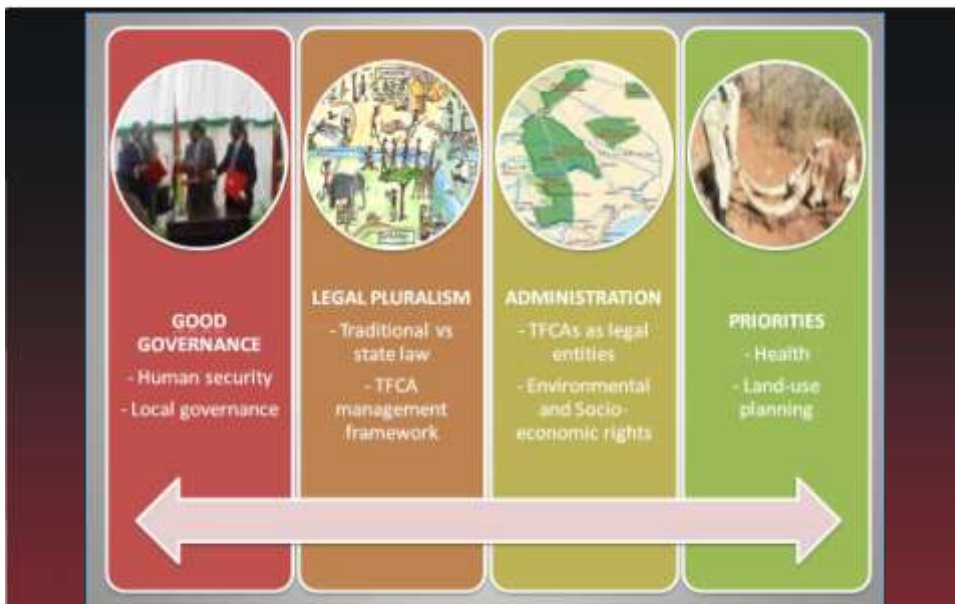 GOOD
GOVERNANCE
- Human security
- Local governance
LEGAL PLURALISM
- Traditional vs
state law
- TFCA
management
framework
ADMINISTRATION
- TFCAs as legal
entities
- Environmental
and Socio-
economic rights
PRIORITIES
- Health
- Land-use
planning